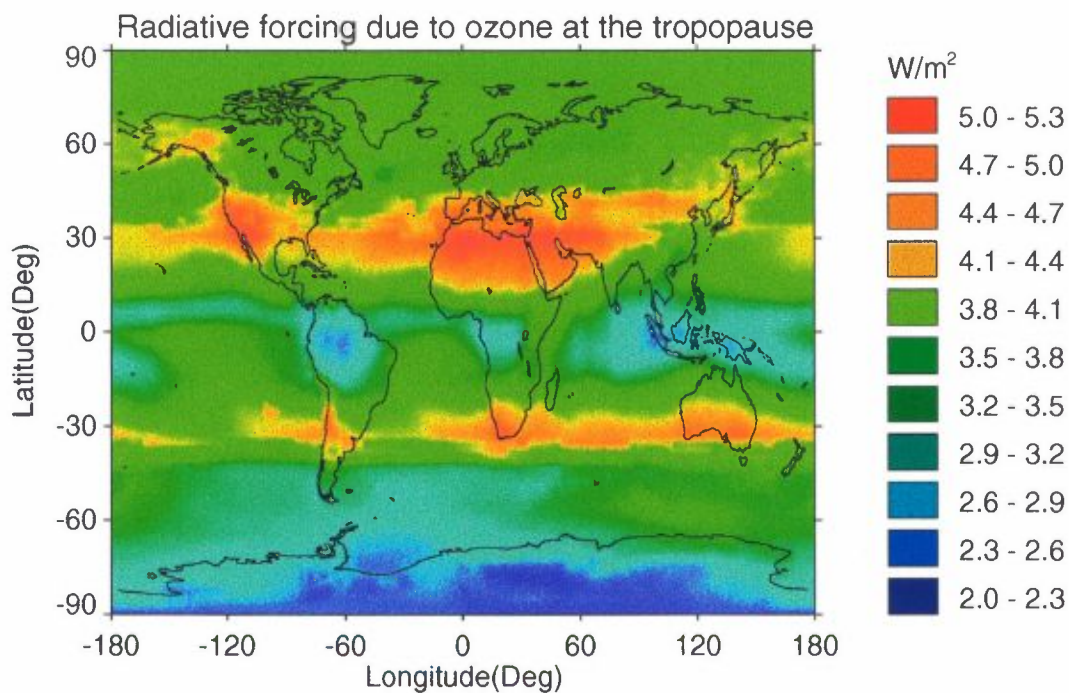 Radiative forcing due to ozone at the tropopause
90
60
30
0
-30
-60
-90
Latitude(Deg)
-180
-120
-60
0
60
120
180
Longitude(Deg)
W/m²
5.0 - 5.3
4.7 - 5.0
4.4 - 4.7
4.1 - 4.4
3.8 - 4.1
3.5 - 3.8
3.2 - 3.5
2.9 - 3.2
2.6 - 2.9
2.3 - 2.6
2.0 - 2.3